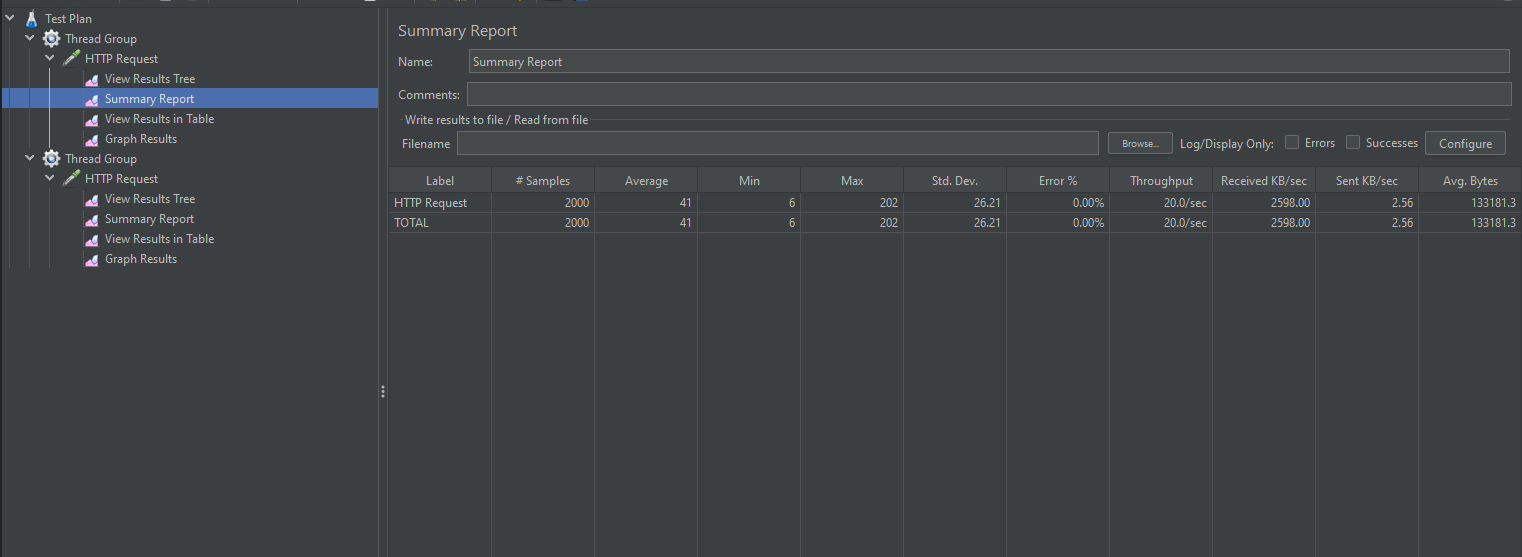 Test Plan
Thread Group
HTTP Request
View Results Tree
Summary Report
View Results in Table
Graph Results
Thread Group
HTTP Request
View Results Tree
Summary Report
View Results in Table
Graph Results
Summary Report
Name: Summary Report
Comments:
Write results to file / Read from file
Filename Browse... Log/Display Only: Errors Successes Configure
Label # Samples Average Min Max Std. Dev. Error % Throughput Received KB/sec Sent KB/sec Avg. Bytes
HTTP Request 2000 41 6 202 26.21 0.00% 20.0/sec 2598.00 2.56 133181.3
TOTAL 2000 41 6 202 26.21 0.00% 20.0/sec 2598.00 2.56 133181.3